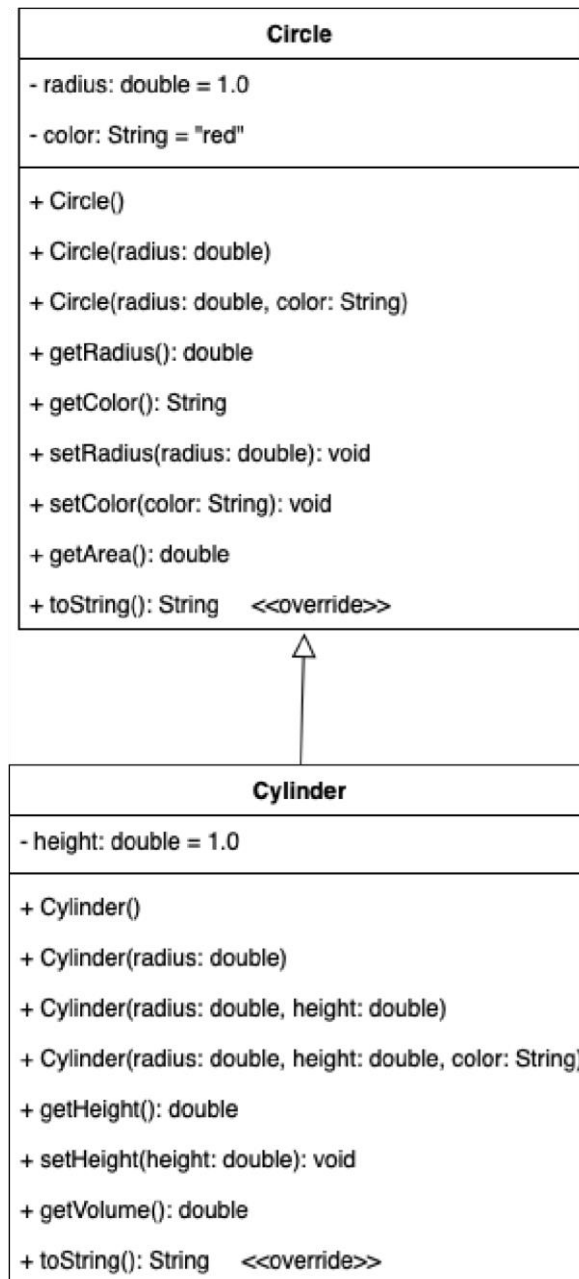 Circle
- radius: double = 1.0
- color: String = "red"
+ Circle()
+ Circle(radius: double)
+ Circle(radius: double, color: String)
+ getRadius(): double
+ getColor(): String
+ setRadius(radius: double): void
+ setColor(color: String): void
+ getArea(): double
+ toString(): String <<override>>
Cylinder
- height: double = 1.0
+ Cylinder()
+ Cylinder(radius: double)
+ Cylinder(radius: double, height: double)
+ Cylinder(radius: double, height: double, color: String)
+ getHeight(): double
+ setHeight(height: double): void
+ getVolume(): double
+ toString(): String <<override>>